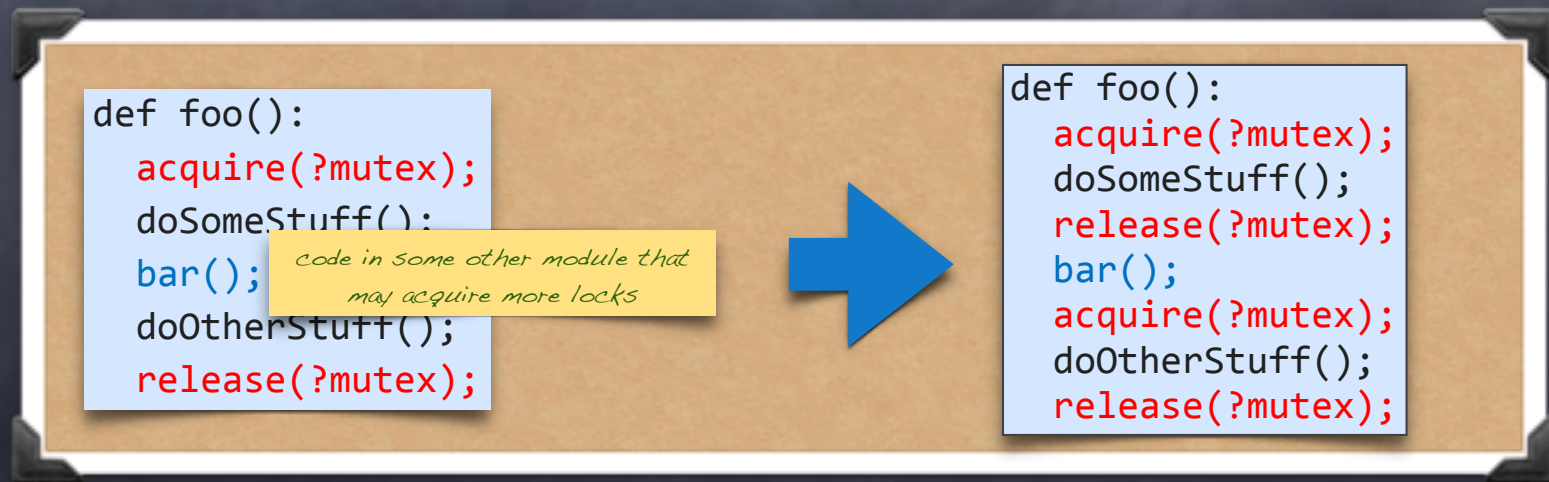 def foo():
acquire(?mutex);
doSomeStuff();
bar();
code in some other module that
may acquire more locks
doOtherStuff();
release(?mutex);
def foo():
acquire(?mutex);
doSomeStuff();
release(?mutex);
bar();
acquire(?mutex);
doOtherStuff();
release(?mutex);